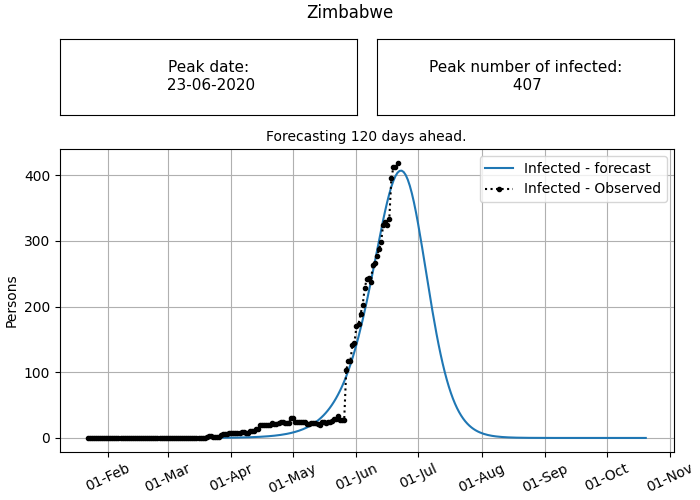 Zimbabwe
Peak date:
23-06-2020
Peak number of infected:
407
Forecasting 120 days ahead.
Infected - forecast
Infected - Observed
Persons
400
300
200
100
0
01-Feb
01-Mar
01-Apr
01-May
01-Jun
01-Jul
01-Aug
01-Sep
01-Oct
01-Nov